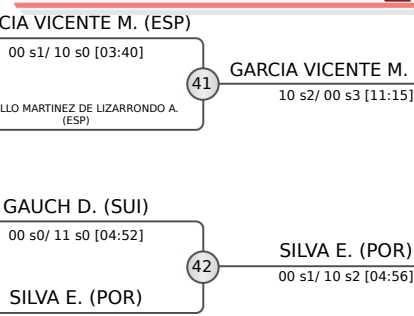 CIA VICENTE M. (ESP)
00 s1/ 10 s0 [03:40]
41
GARCIA VICENTE M.
10 s2/ 00 s3 [11:15]
LLO MARTINEZ DE LIZARRONDO A.
(ESP)
GAUCH D. (SUI)
00 s0/ 11 s0 [04:52]
42
SILVA E. (POR)
00 s1/ 10 s2 [04:56]
SILVA E. (POR)